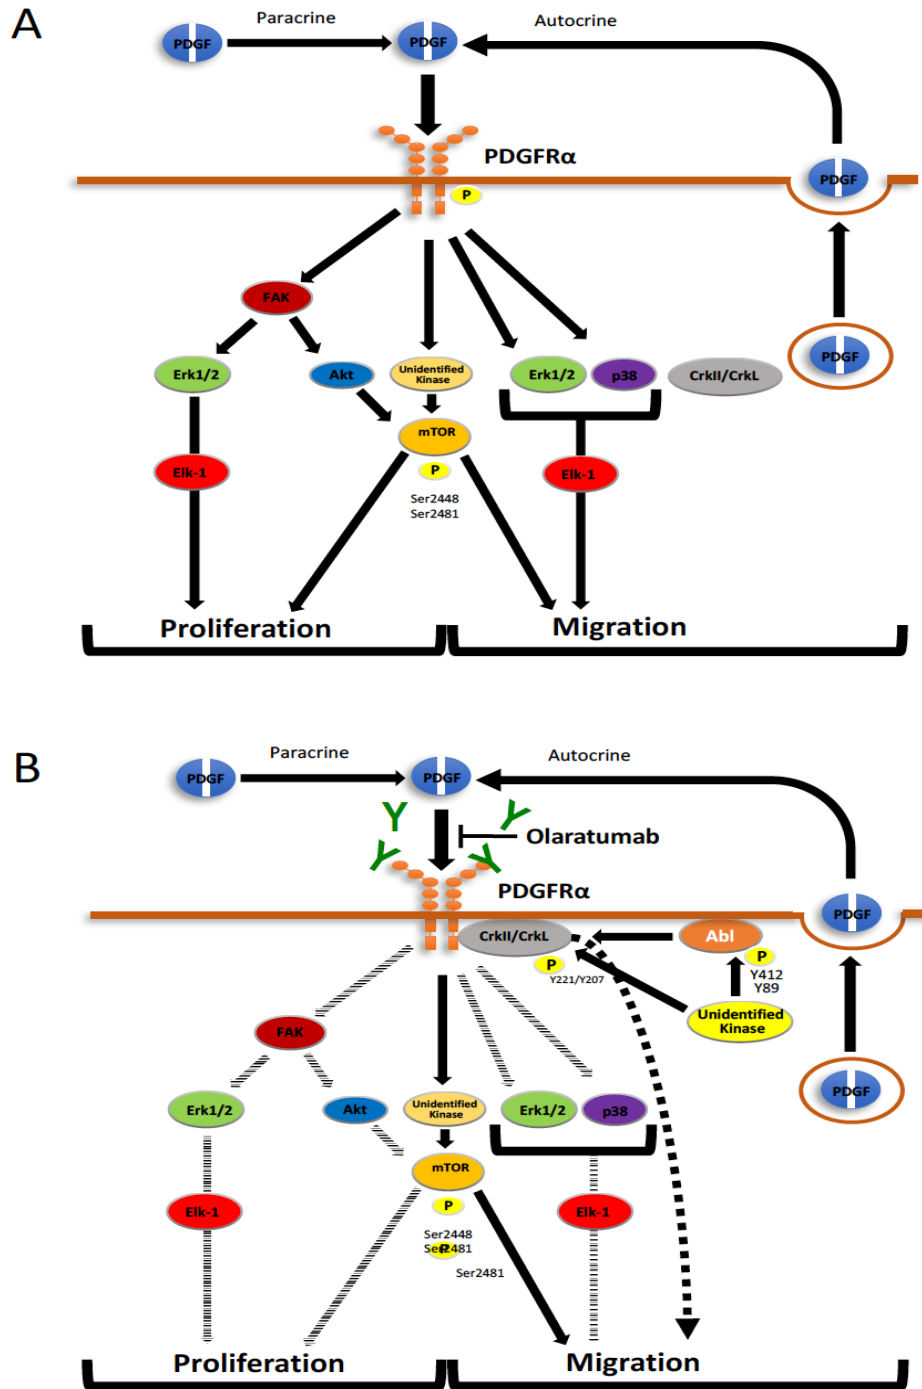 A
Paracrine
Autocrine
PDGF
PDGF
PDGFRα
PDGF
P
FAK
PDGF
Erk1/2
Akt
Unidentified
Kinase
Erk1/2
p38
CrkII/CrkL
mTOR
P
Elk-1
Elk-1
Ser2448
Ser2481
Proliferation
Migration
B
Paracrine
Autocrine
PDGF
PDGF
Y
Y
Olaratumab
Y
Y
PDGFRα
PDGF
CrkII/CrkL
Abl
P
P
Y412
Y221/Y207
Y89
Unidentified
Kinase
FAK
PDGF
Erk1/2
Akt
Unidentified
Kinase
Erk1/2
p38
mTOR
P
Elk-1
Elk-1
Ser2448
Ser2481
P
Ser2481
Proliferation
Migration